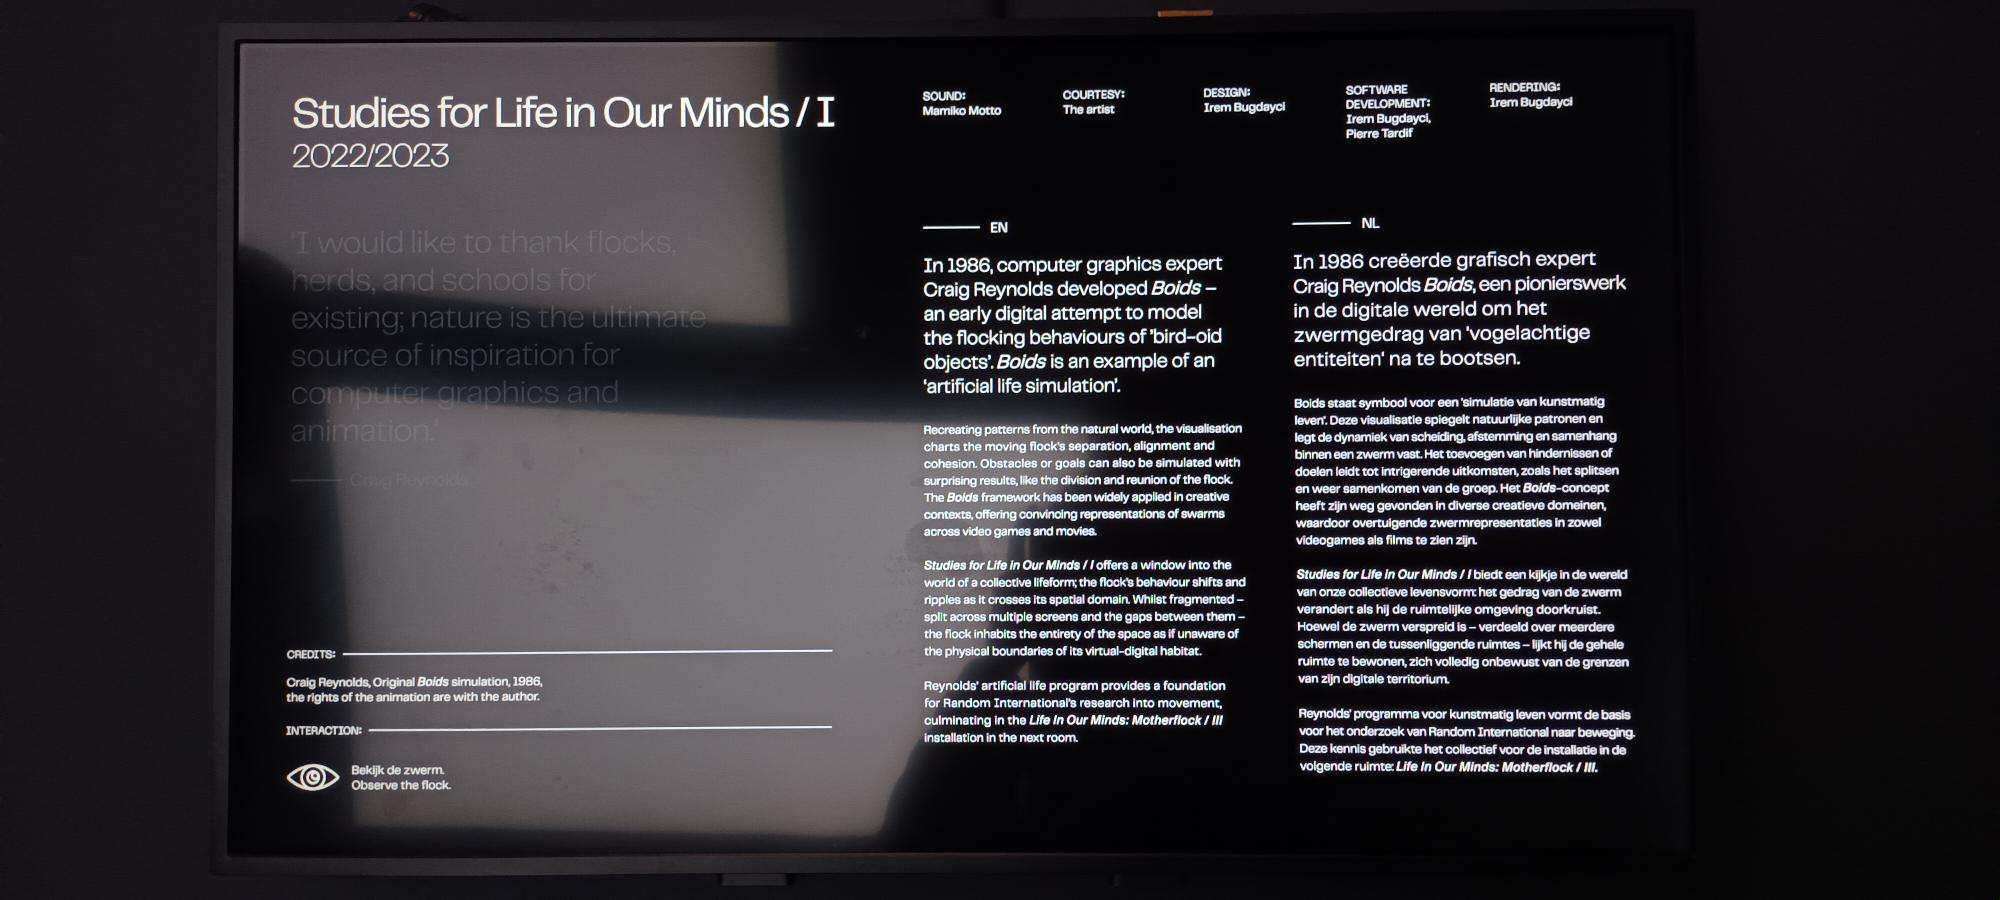 Studies for Life in Our Minds / I
2022/2023
'I would like to thank flocks,
herds, and schools for
existing; nature is the ultimate
source of inspiration for
computer graphics and
animation.'
Craig Reynolds
CREDITS:
Craig Reynolds, Original Boids simulation, 1986,
the rights of the animation are with the author.
INTERACTION:
Bekijk de zwerm.
Observe the flock.
SOUND:
Mamiko Motto
COURTESY:
The artist
DESIGN:
Irem Bugdayci
SOFTWARE
DEVELOPMENT:
Irem Bugdayci,
Pierre Tardif
RENDERING:
Irem Bugdayci
EN
In 1986, computer graphics expert
Craig Reynolds developed Boids –
an early digital attempt to model
the flocking behaviours of 'bird-oid
objects'. Boids is an example of an
'artificial life simulation'.
Recreating patterns from the natural world, the visualisation
charts the moving flock's separation, alignment and
cohesion. Obstacles or goals can also be simulated with
surprising results, like the division and reunion of the flock.
The Boids framework has been widely applied in creative
contexts, offering convincing representations of swarms
across video games and movies.
Studies for Life in Our Minds / I offers a window into the
world of a collective lifeform; the flock's behaviour shifts and
ripples as it crosses its spatial domain. Whilst fragmented –
split across multiple screens and the gaps between them –
the flock inhabits the entirety of the space as if unaware of
the physical boundaries of its virtual-digital habitat.
Reynolds' artificial life program provides a foundation
for Random International's research into movement,
culminating in the Life In Our Minds: Motherflock / III
installation in the next room.
NL
In 1986 creëerde grafisch expert
Craig Reynolds Boids, een pionierswerk
in de digitale wereld om het
zwermgedrag van 'vogelachtige
entiteiten' na te bootsen.
Boids staat symbool voor een 'simulatie van kunstmatig
leven'. Deze visualisatie spiegelt natuurlijke patronen en
legt de dynamiek van scheiding, afstemming en samenhang
binnen een zwerm vast. Het toevoegen van hindernissen of
doelen leidt tot intrigerende uitkomsten, zoals het splitsen
en weer samenkomen van de groep. Het Boids-concept
heeft zijn weg gevonden in diverse creatieve domeinen,
waardoor overtuigende zwermrepresentaties in zowel
videogames als films te zien zijn.
Studies for Life in Our Minds / I biedt een kijkje in de wereld
van onze collectieve levensvorm: het gedrag van de zwerm
verandert als hij de ruimtelijke omgeving doorkruist.
Hoewel de zwerm verspreid is – verdeeld over meerdere
schermen en de tussenliggende ruimtes – lijkt hij de gehele
ruimte te bewonen, zich volledig onbewust van de grenzen
van zijn digitale territorium.
Reynolds' programma voor kunstmatig leven vormt de basis
voor het onderzoek van Random International naar beweging.
Deze kennis gebruikte het collectief voor de installatie in de
volgende ruimte: Life In Our Minds: Motherflock / III.